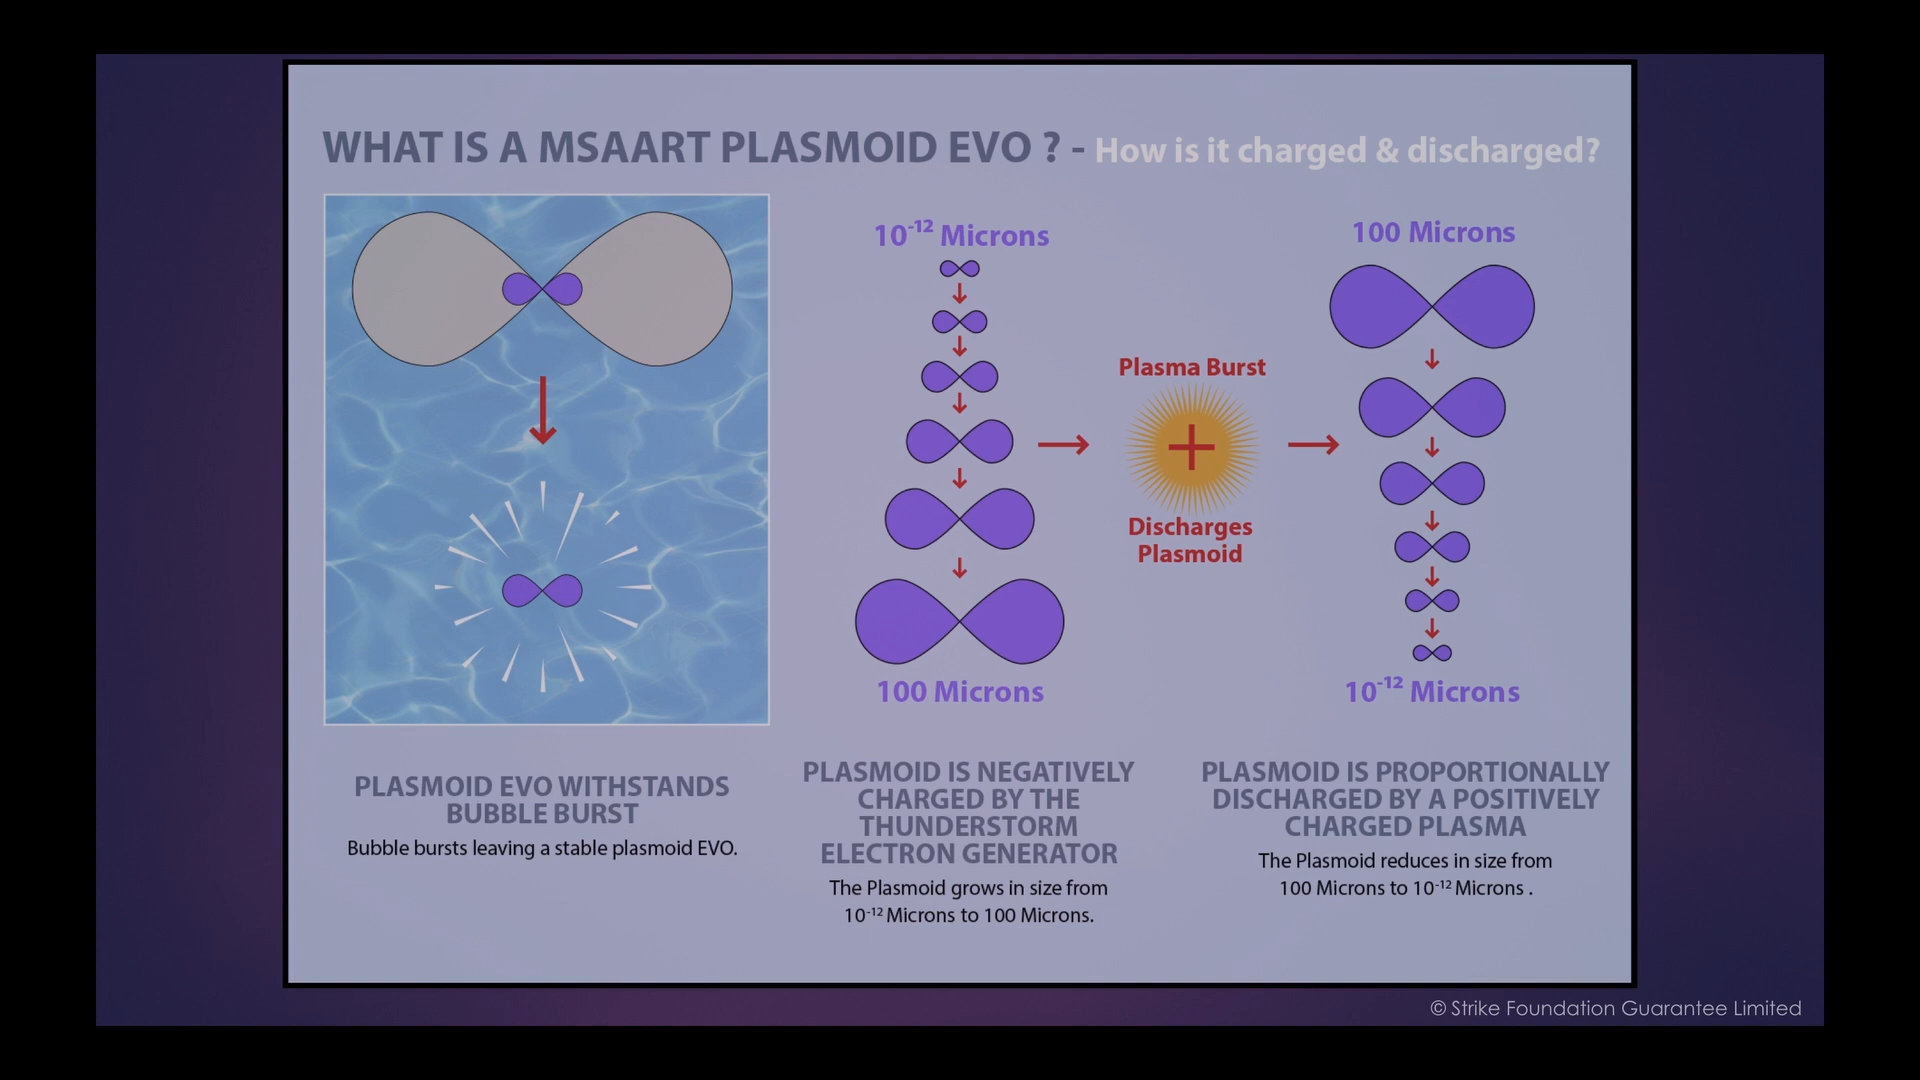 WHAT IS A MSAART PLASMOID EVO ? - How is it charged & discharged?
10⁻¹² Microns
100 Microns
Plasma Burst
+
Discharges
Plasmoid
100 Microns
10⁻¹² Microns
PLASMOID EVO WITHSTANDS
BUBBLE BURST
Bubble bursts leaving a stable plasmoid EVO.
PLASMOID IS NEGATIVELY
CHARGED BY THE
THUNDERSTORM
ELECTRON GENERATOR
The Plasmoid grows in size from
10⁻¹² Microns to 100 Microns.
PLASMOID IS PROPORTIONALLY
DISCHARGED BY A POSITIVELY
CHARGED PLASMA
The Plasmoid reduces in size from
100 Microns to 10⁻¹² Microns .
© Strike Foundation Guarantee Limited